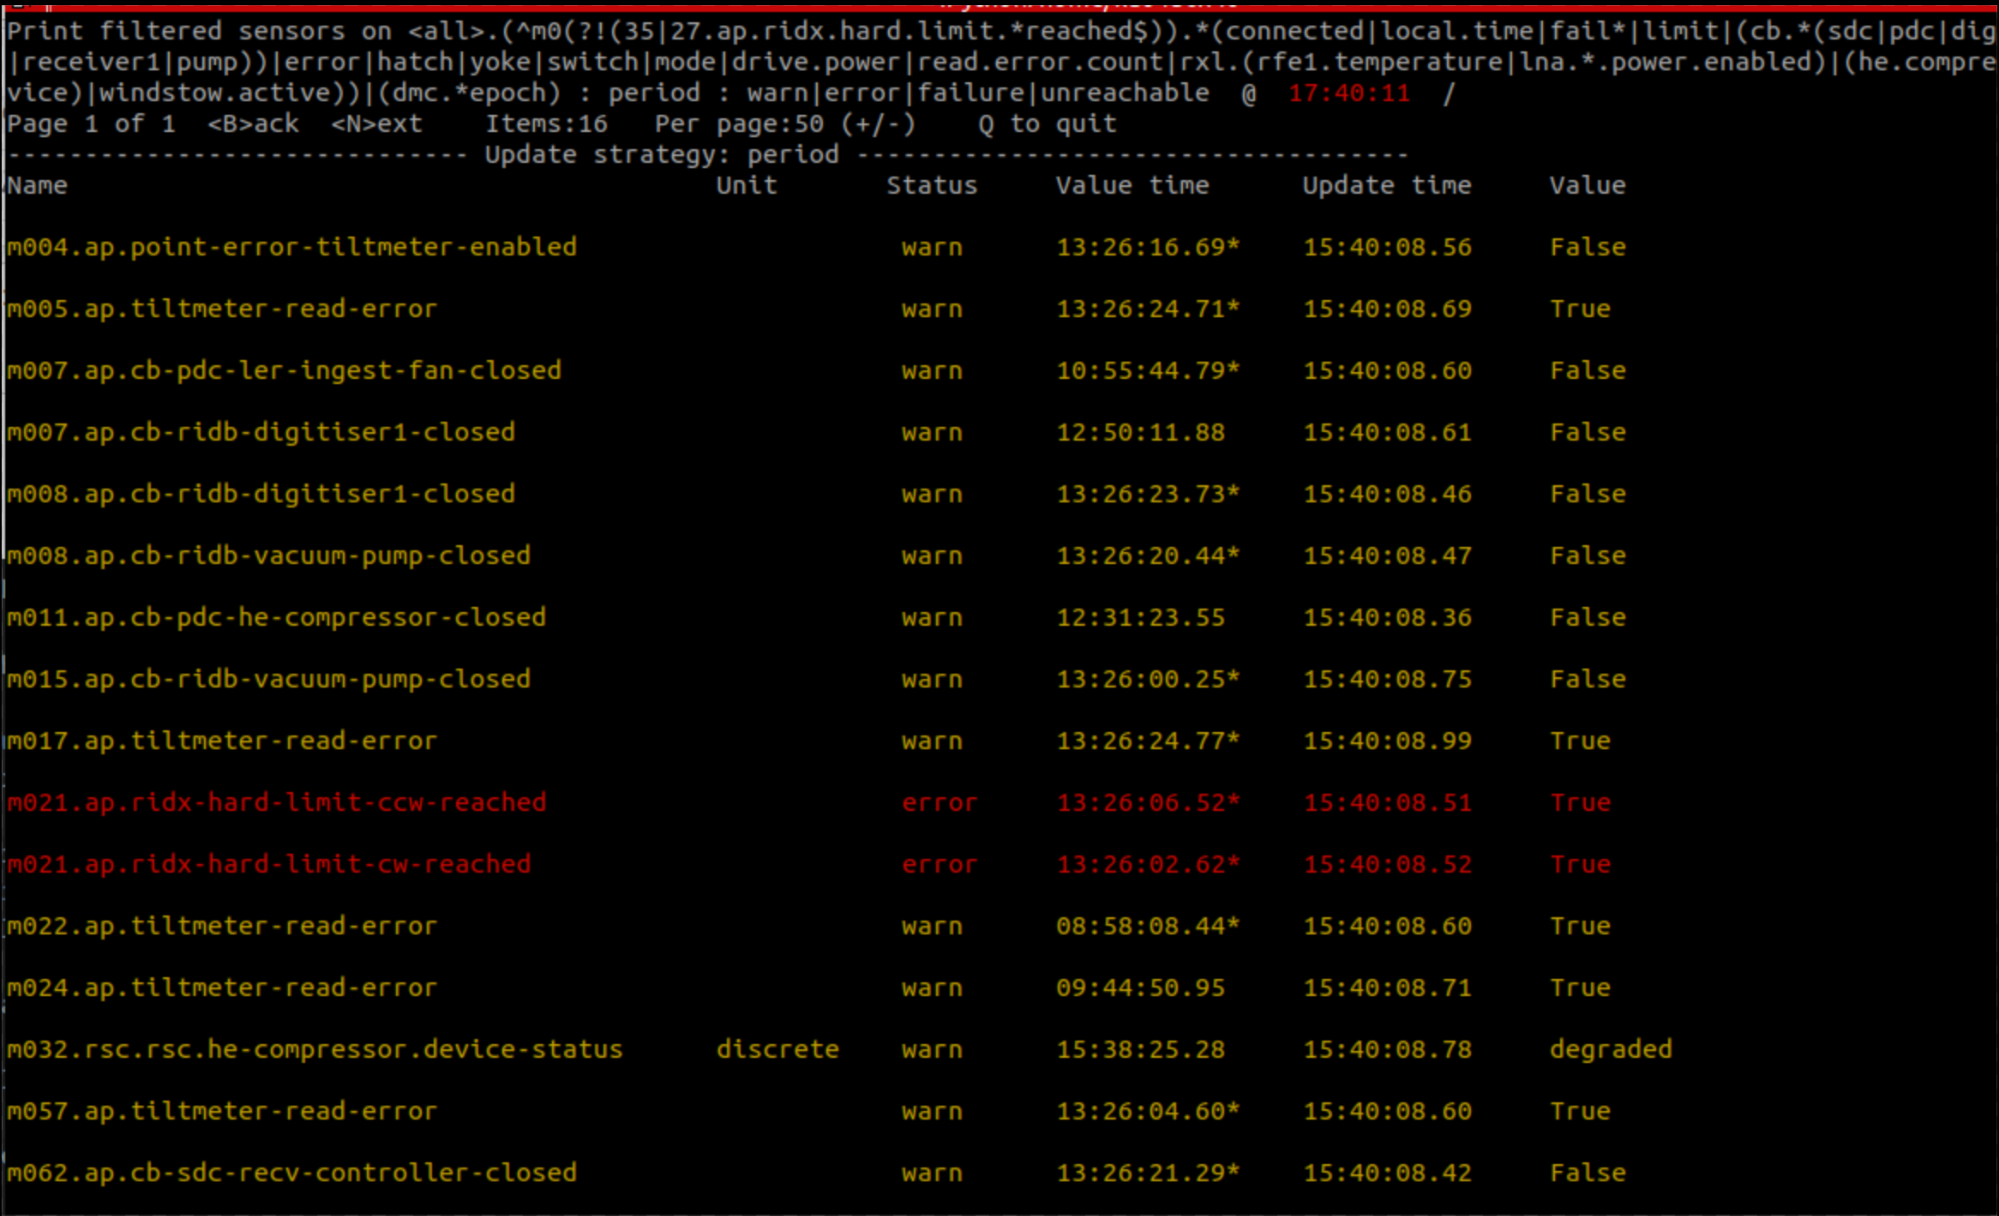 Print filtered sensors on <all>.(^m0(?!(35|27.ap.ridx.hard.limit.*reached$)).*(connected|local.time|fail*|limit|(cb.*(sdc|pdc|dig
|receiver1|pump))|error|hatch|yoke|switch|mode|drive.power|read.error.count|rxl.(rfe1.temperature|lna.*.power.enabled)|(he.compre
vice)|windstow.active))|(dmc.*epoch) : period : warn|error|failure|unreachable @ 17:40:11 /
Page 1 of 1 <B>ack <N>ext Items:16 Per page:50 (+/-) Q to quit
------------------------------ Update strategy: period ------------------------------------
Name Unit Status Value time Update time Value
m004.ap.point-error-tiltmeter-enabled warn 13:26:16.69* 15:40:08.56 False
m005.ap.tiltmeter-read-error warn 13:26:24.71* 15:40:08.69 True
m007.ap.cb-pdc-ler-ingest-fan-closed warn 10:55:44.79* 15:40:08.60 False
m007.ap.cb-ridb-digitiser1-closed warn 12:50:11.88 15:40:08.61 False
m008.ap.cb-ridb-digitiser1-closed warn 13:26:23.73* 15:40:08.46 False
m008.ap.cb-ridb-vacuum-pump-closed warn 13:26:20.44* 15:40:08.47 False
m011.ap.cb-pdc-he-compressor-closed warn 12:31:23.55 15:40:08.36 False
m015.ap.cb-ridb-vacuum-pump-closed warn 13:26:00.25* 15:40:08.75 False
m017.ap.tiltmeter-read-error warn 13:26:24.77* 15:40:08.99 True
m021.ap.ridx-hard-limit-ccw-reached error 13:26:06.52* 15:40:08.51 True
m021.ap.ridx-hard-limit-cw-reached error 13:26:02.62* 15:40:08.52 True
m022.ap.tiltmeter-read-error warn 08:58:08.44* 15:40:08.60 True
m024.ap.tiltmeter-read-error warn 09:44:50.95 15:40:08.71 True
m032.rsc.rsc.he-compressor.device-status discrete warn 15:38:25.28 15:40:08.78 degraded
m057.ap.tiltmeter-read-error warn 13:26:04.60* 15:40:08.60 True
m062.ap.cb-sdc-recv-controller-closed warn 13:26:21.29* 15:40:08.42 False